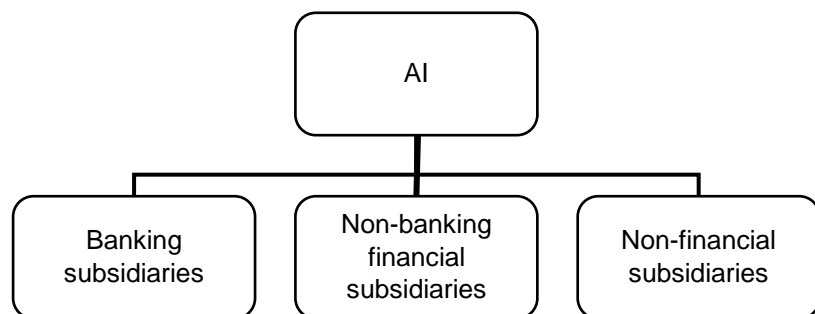 AI
Banking
subsidiaries
Non-banking
financial
subsidiaries
Non-financial
subsidiaries